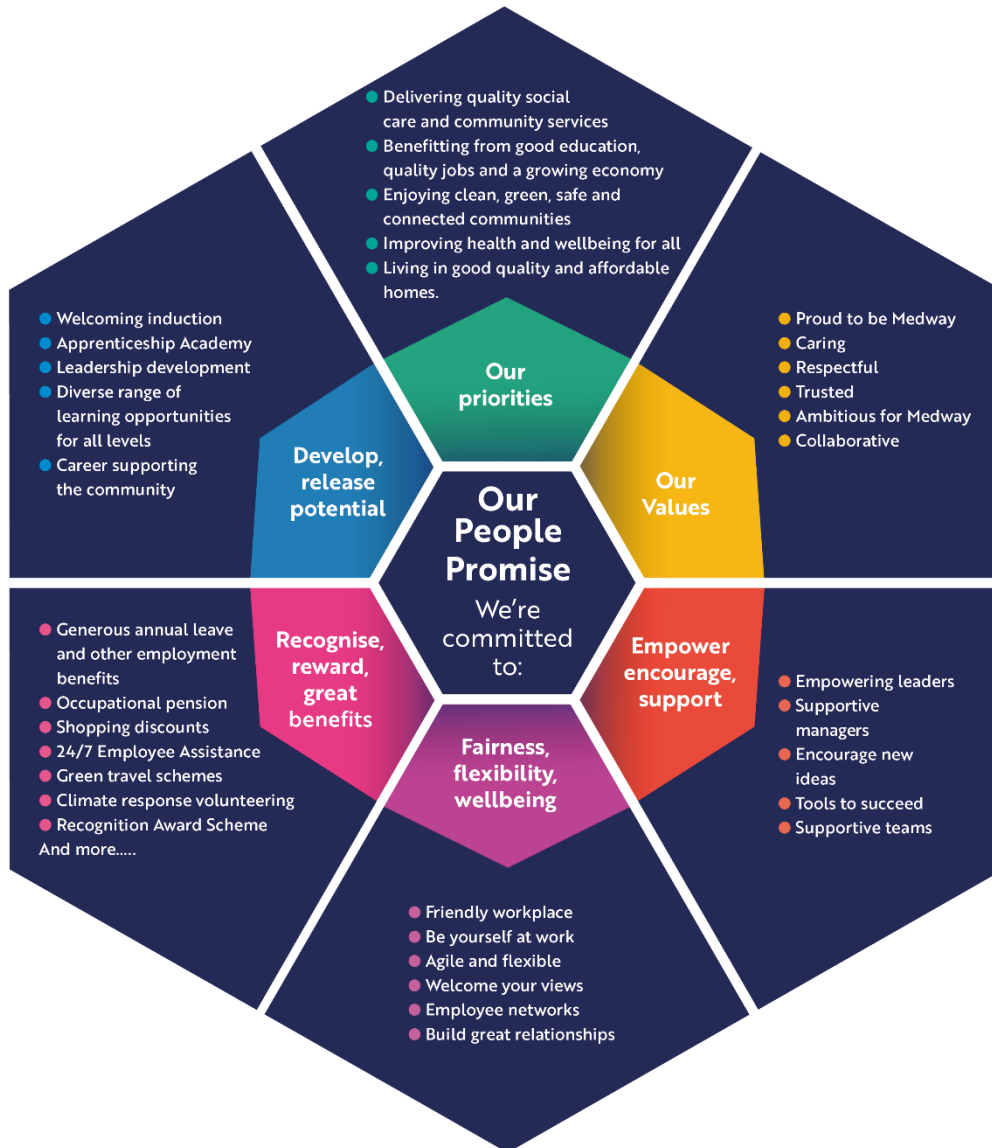 Our
People
Promise
We're
committed
to:
Our
priorities
Delivering quality social
care and community services
Benefitting from good education,
quality jobs and a growing economy
Enjoying clean, green, safe and
connected communities
Improving health and wellbeing for all
Living in good quality and affordable
homes.
Our
Values
Proud to be Medway
Caring
Respectful
Trusted
Ambitious for Medway
Collaborative
Empower
encourage,
support
Empowering leaders
Supportive
managers
Encourage new
ideas
Tools to succeed
Supportive teams
Fairness,
flexibility,
wellbeing
Friendly workplace
Be yourself at work
Agile and flexible
Welcome your views
Employee networks
Build great relationships
Recognise,
reward,
great
benefits
Generous annual leave
and other employment
benefits
Occupational pension
Shopping discounts
24/7 Employee Assistance
Green travel schemes
Climate response volunteering
Recognition Award Scheme
And more.....
Develop,
release
potential
Welcoming induction
Apprenticeship Academy
Leadership development
Diverse range of
learning opportunities
for all levels
Career supporting
the community